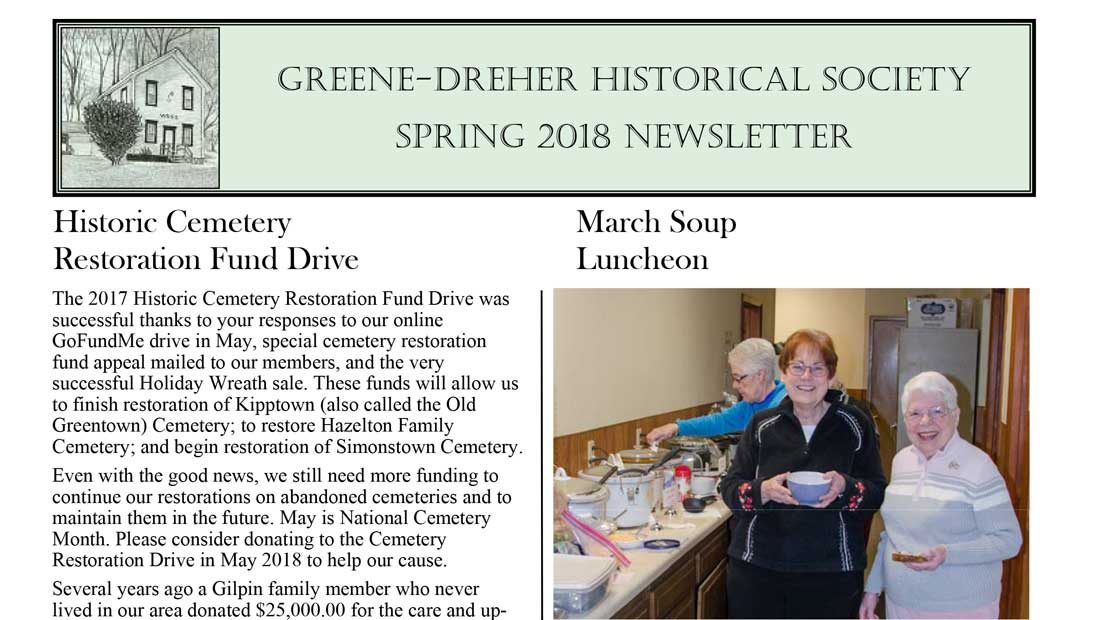 GREENE-DREHER HISTORICAL SOCIETY
SPRING 2018 NEWSLETTER
Historic Cemetery
Restoration Fund Drive
The 2017 Historic Cemetery Restoration Fund Drive was
successful thanks to your responses to our online
GoFundMe drive in May, special cemetery restoration
fund appeal mailed to our members, and the very
successful Holiday Wreath sale. These funds will allow us
to finish restoration of Kipptown (also called the Old
Greentown) Cemetery; to restore Hazelton Family
Cemetery; and begin restoration of Simonstown Cemetery.
Even with the good news, we still need more funding to
continue our restorations on abandoned cemeteries and to
maintain them in the future. May is National Cemetery
Month. Please consider donating to the Cemetery
Restoration Drive in May 2018 to help our cause.
Several years ago a Gilpin family member who never
lived in our area donated $25,000.00 for the care and up-
March Soup
Luncheon